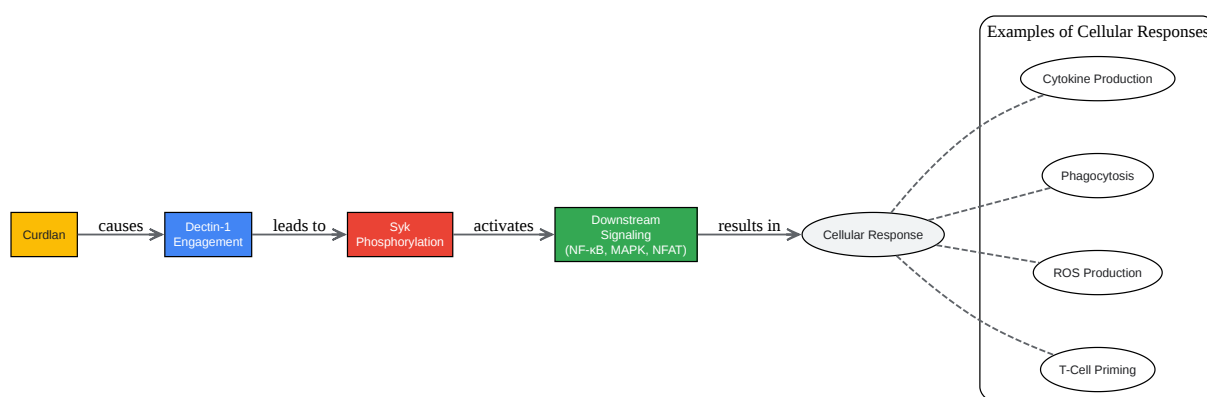 Examples of Cellular Responses
Cytokine Production
Phagocytosis
Curdlan
causes
Dectin-1
Engagement
leads to
Syk
Phosphorylation
activates
Downstream
Signaling
(NF-κB, MAPK, NFAT)
results in
Cellular Response
ROS Production
T-Cell Priming